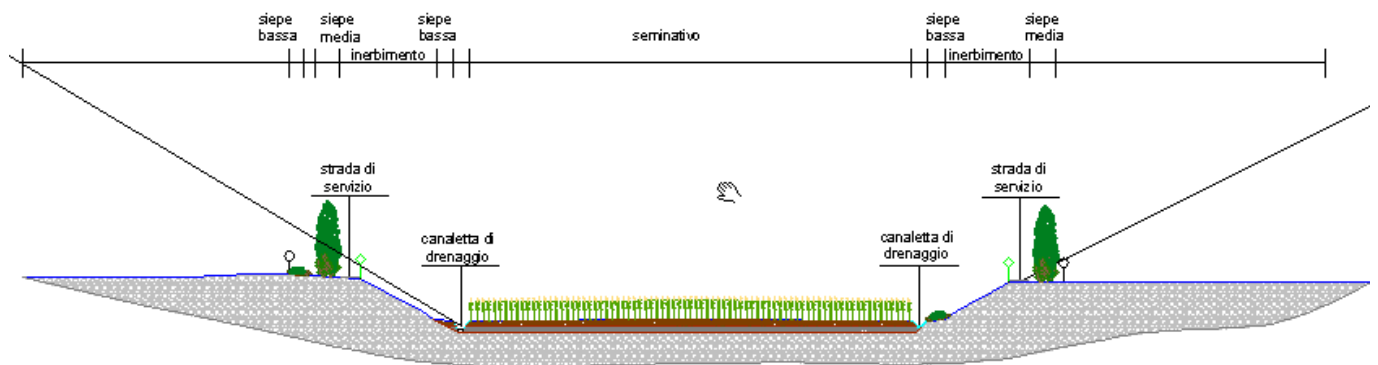 siepe
bassa
siepe
media
siepe
bassa
seminativo
siepe
bassa
siepe
media
inerbimento
inerbimento
strada di
servizio
strada di
servizio
canaletta di
drenaggio
canaletta di
drenaggio